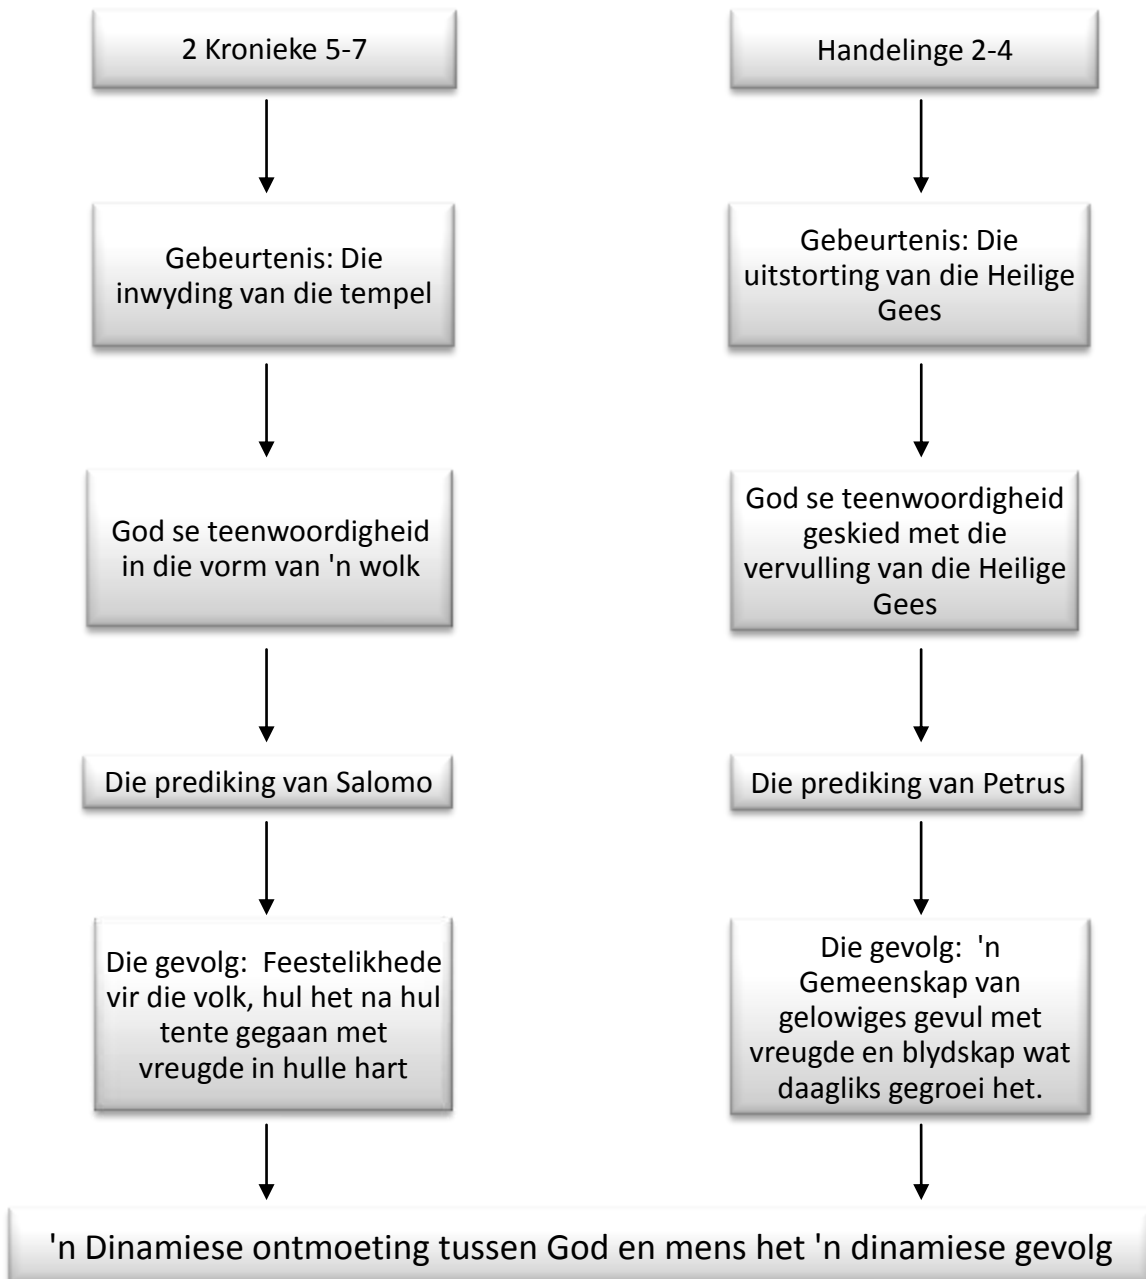 2 Kronieke 5-7
Gebeurtenis: Die
inwyding van die tempel
God se teenwoordigheid
in die vorm van 'n wolk
Die prediking van Salomo
Die gevolg:  Feestelikhede
vir die volk, hul het na hul
tente gegaan met
vreugde in hulle hart
Handelinge 2-4
Gebeurtenis: Die
uitstorting van die Heilige
Gees
God se teenwoordigheid
geskied met die
vervulling van die Heilige
Gees
Die prediking van Petrus
Die gevolg:  'n
Gemeenskap van
gelowiges gevul met
vreugde en blydskap wat
daagliks gegroei het.
'n Dinamiese ontmoeting tussen God en mens het 'n dinamiese gevolg